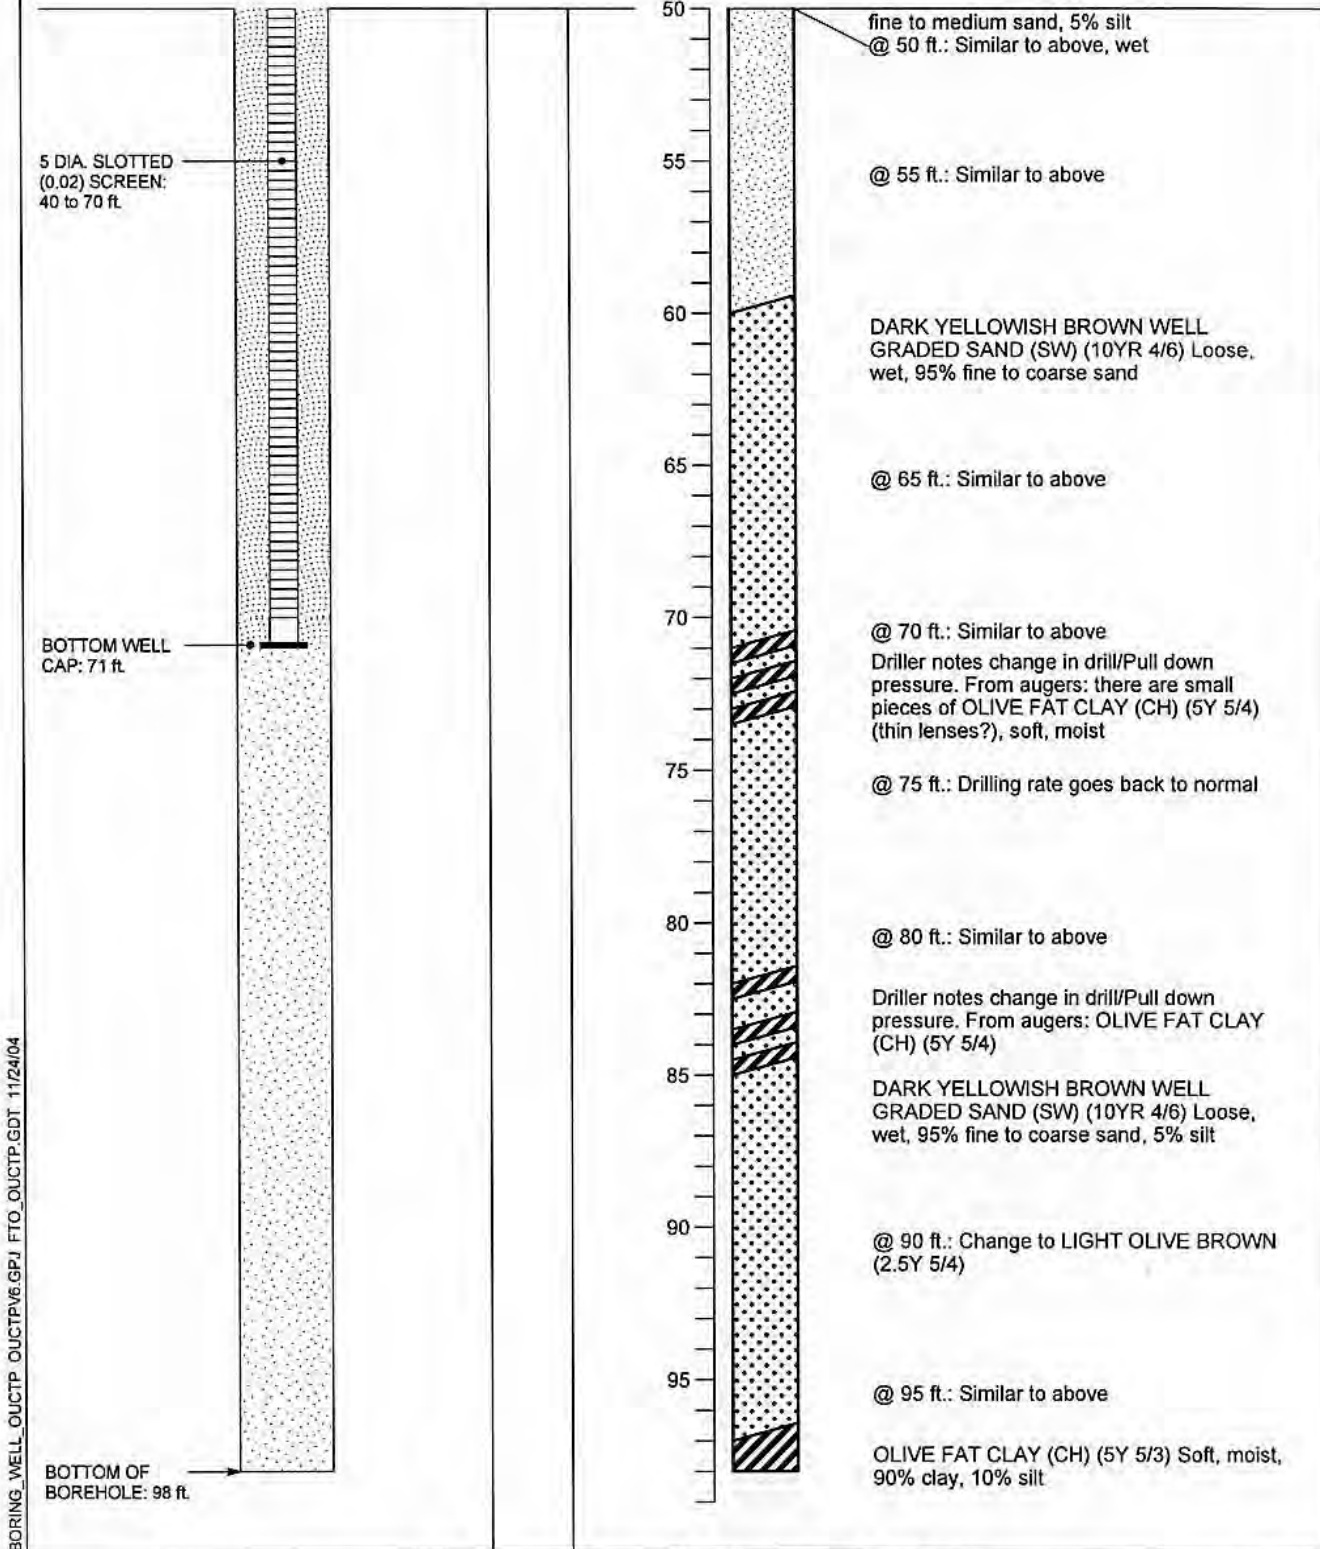 50
fine to medium sand, 5% silt
@ 50 ft.: Similar to above, wet
5 DIA. SLOTTED
(0.02) SCREEN:
40 to 70 ft.
55
@ 55 ft.: Similar to above
60
DARK YELLOWISH BROWN WELL
GRADED SAND (SW) (10YR 4/6) Loose,
wet, 95% fine to coarse sand
65
@ 65 ft.: Similar to above
70
@ 70 ft.: Similar to above
BOTTOM WELL
CAP: 71 ft.
Driller notes change in drill/Pull down
pressure. From augers: there are small
pieces of OLIVE FAT CLAY (CH) (5Y 5/4)
(thin lenses?), soft, moist
75
@ 75 ft.: Drilling rate goes back to normal
80
@ 80 ft.: Similar to above
Driller notes change in drill/Pull down
pressure. From augers: OLIVE FAT CLAY
(CH) (5Y 5/4)
85
DARK YELLOWISH BROWN WELL
GRADED SAND (SW) (10YR 4/6) Loose,
wet, 95% fine to coarse sand, 5% silt
90
@ 90 ft.: Change to LIGHT OLIVE BROWN
(2.5Y 5/4)
95
@ 95 ft.: Similar to above
OLIVE FAT CLAY (CH) (5Y 5/3) Soft, moist,
90% clay, 10% silt
BOTTOM OF
BOREHOLE: 98 ft.
BORING_WELL_OUCTP OUCTPV6.GPJ FTO_OUCTP.GDT 11/24/04